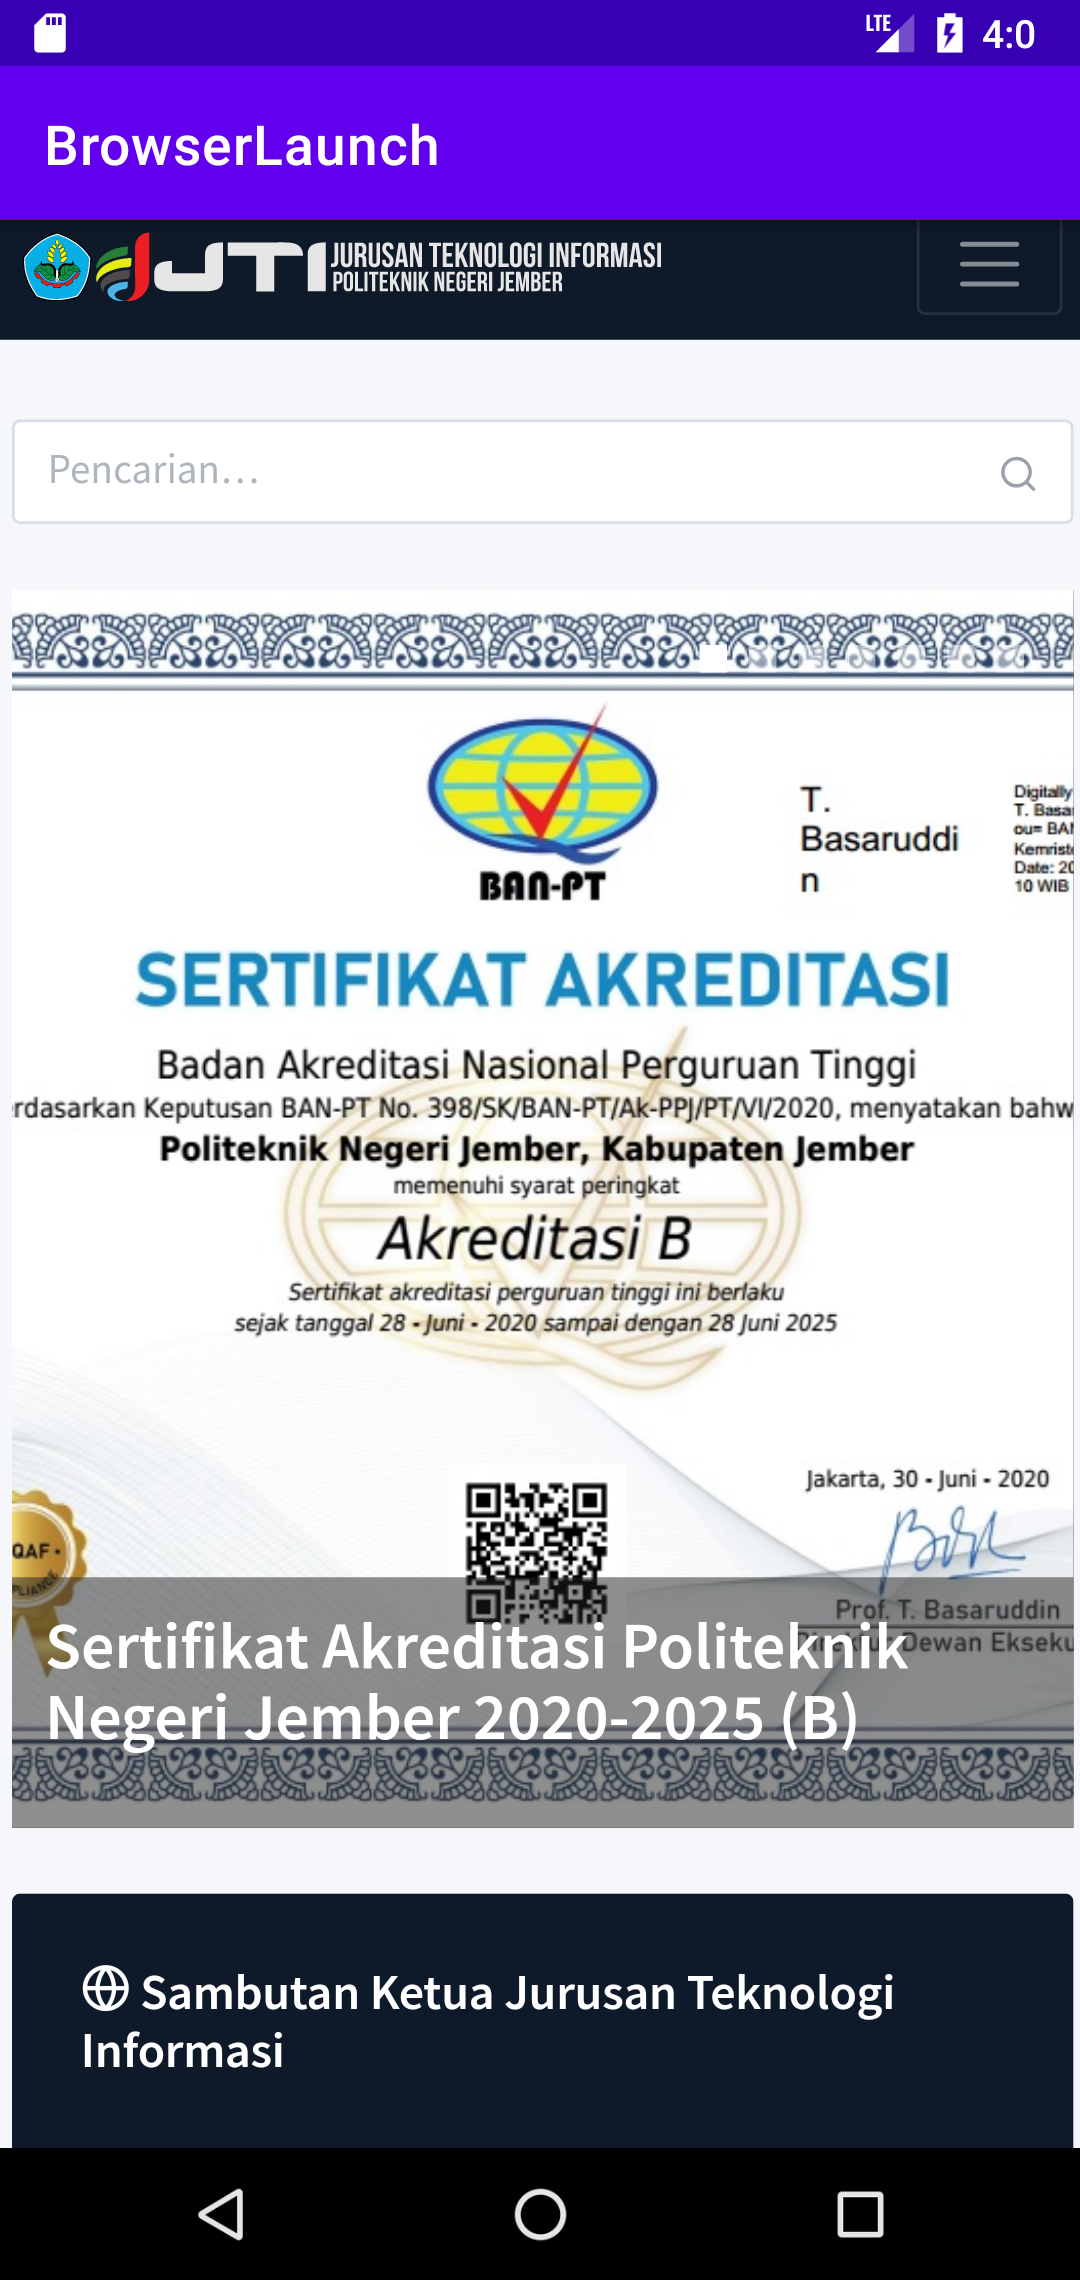 LTE 4:0
BrowserLaunch
JTI JURUSAN TEKNOLOGI INFORMASI
POLITEKNIK NEGERI JEMBER
Pencarian...
BAN-PT
T.
Basaruddi
n
Digitally
T. Basa
ou= BA
Kemrist
Date: 20
10 WIB
SERTIFIKAT AKREDITASI
Badan Akreditasi Nasional Perguruan Tinggi
rdasarkan Keputusan BAN-PT No. 398/SK/BAN-PT/Ak-PPJ/PT/VI/2020, menyatakan bahw
Politeknik Negeri Jember, Kabupaten Jember
memenuhi syarat peringkat
Akreditasi B
Sertifikat akreditasi perguruan tinggi ini berlaku
sejak tanggal 28 - Juni - 2020 sampai dengan 28 Juni 2025
Jakarta, 30 - Juni - 2020
QAF
PLIANCE
Prof. T. Basaruddin
Direktur Dewan Ekseku
Sertifikat Akreditasi Politeknik
Negeri Jember 2020-2025 (B)
Sambutan Ketua Jurusan Teknologi
Informasi